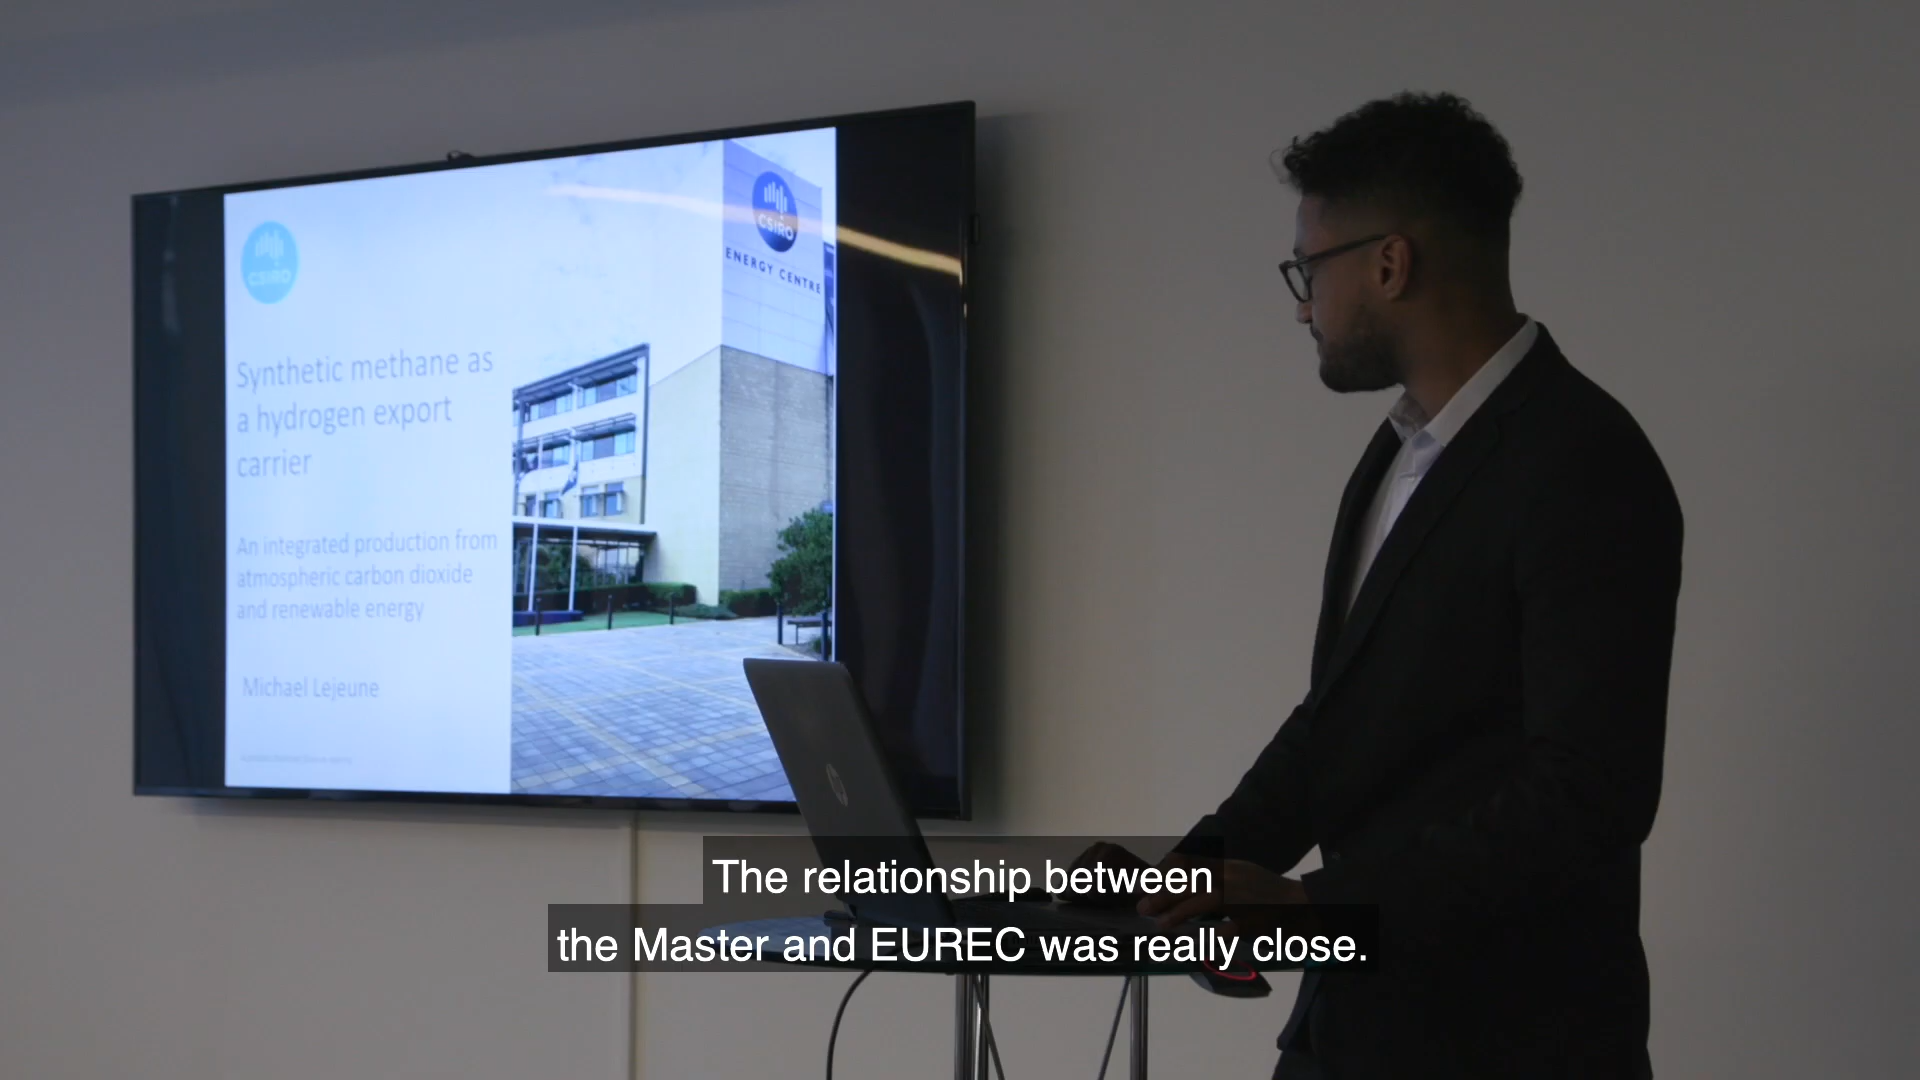 CSIRO
CSIRO
ENERGY CENTRE
Synthetic methane as
a hydrogen export
carrier
An integrated production from
atmospheric carbon dioxide
and renewable energy
Michael Lejeune
The relationship between
the Master and EUREC was really close.